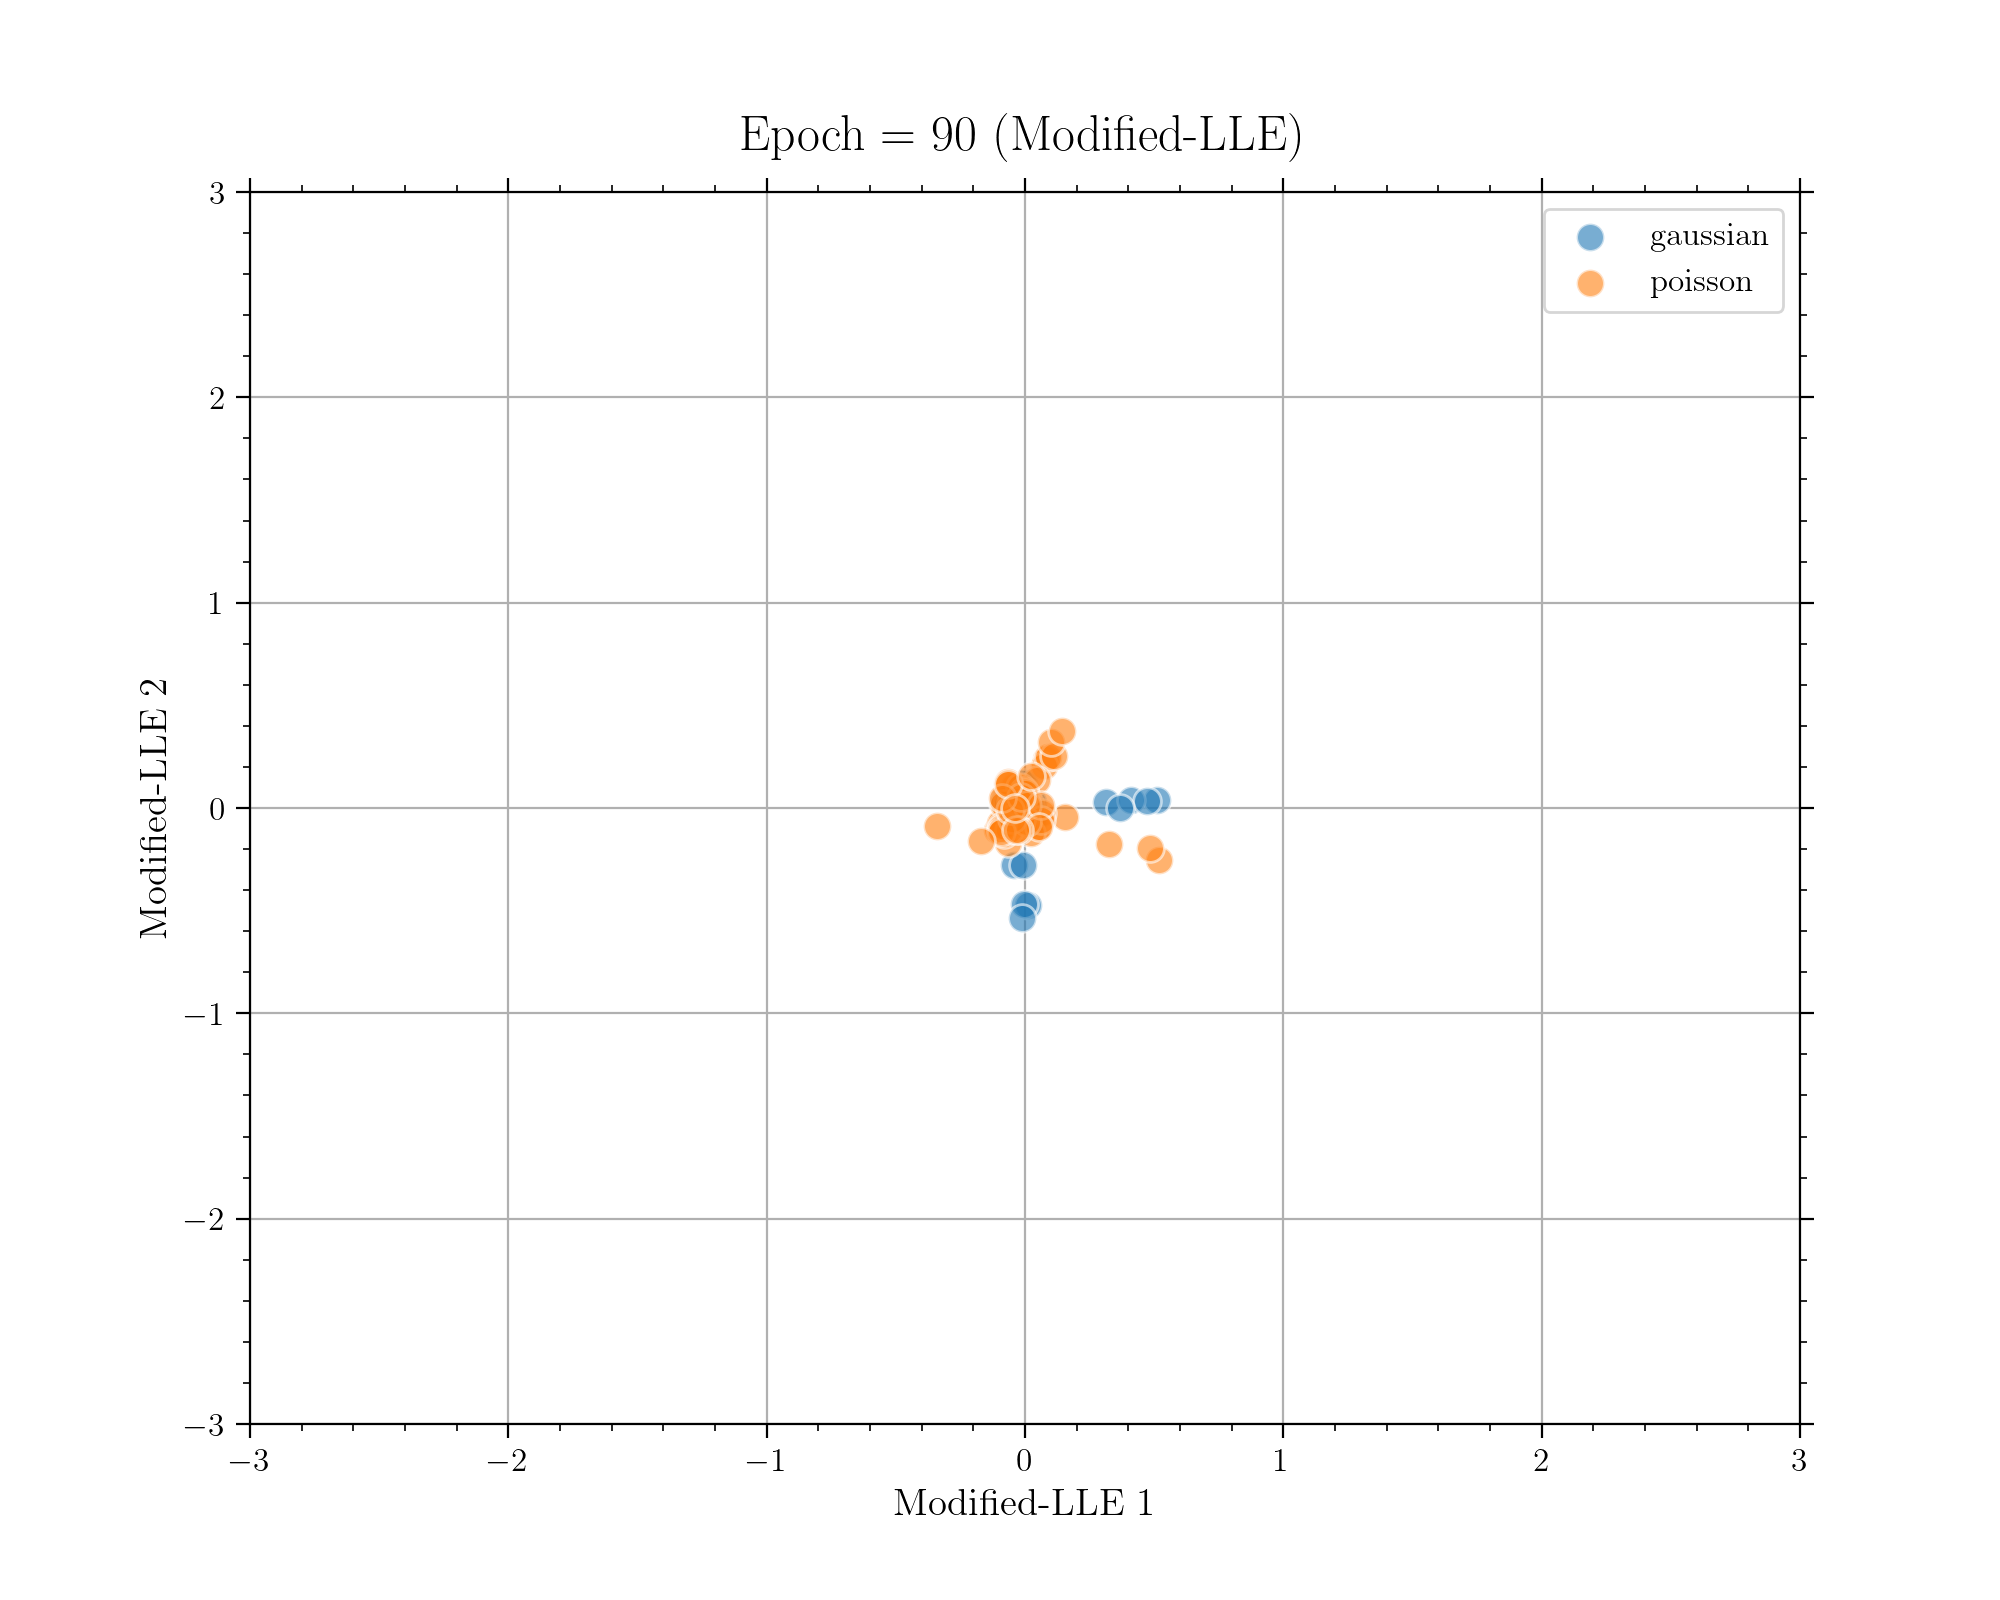 Epoch = 90 (Modified-LLE)
gaussian
poisson
3
2
1
0
−1
−2
−3
Modified-LLE 2
−3
−2
−1
0
1
2
3
Modified-LLE 1